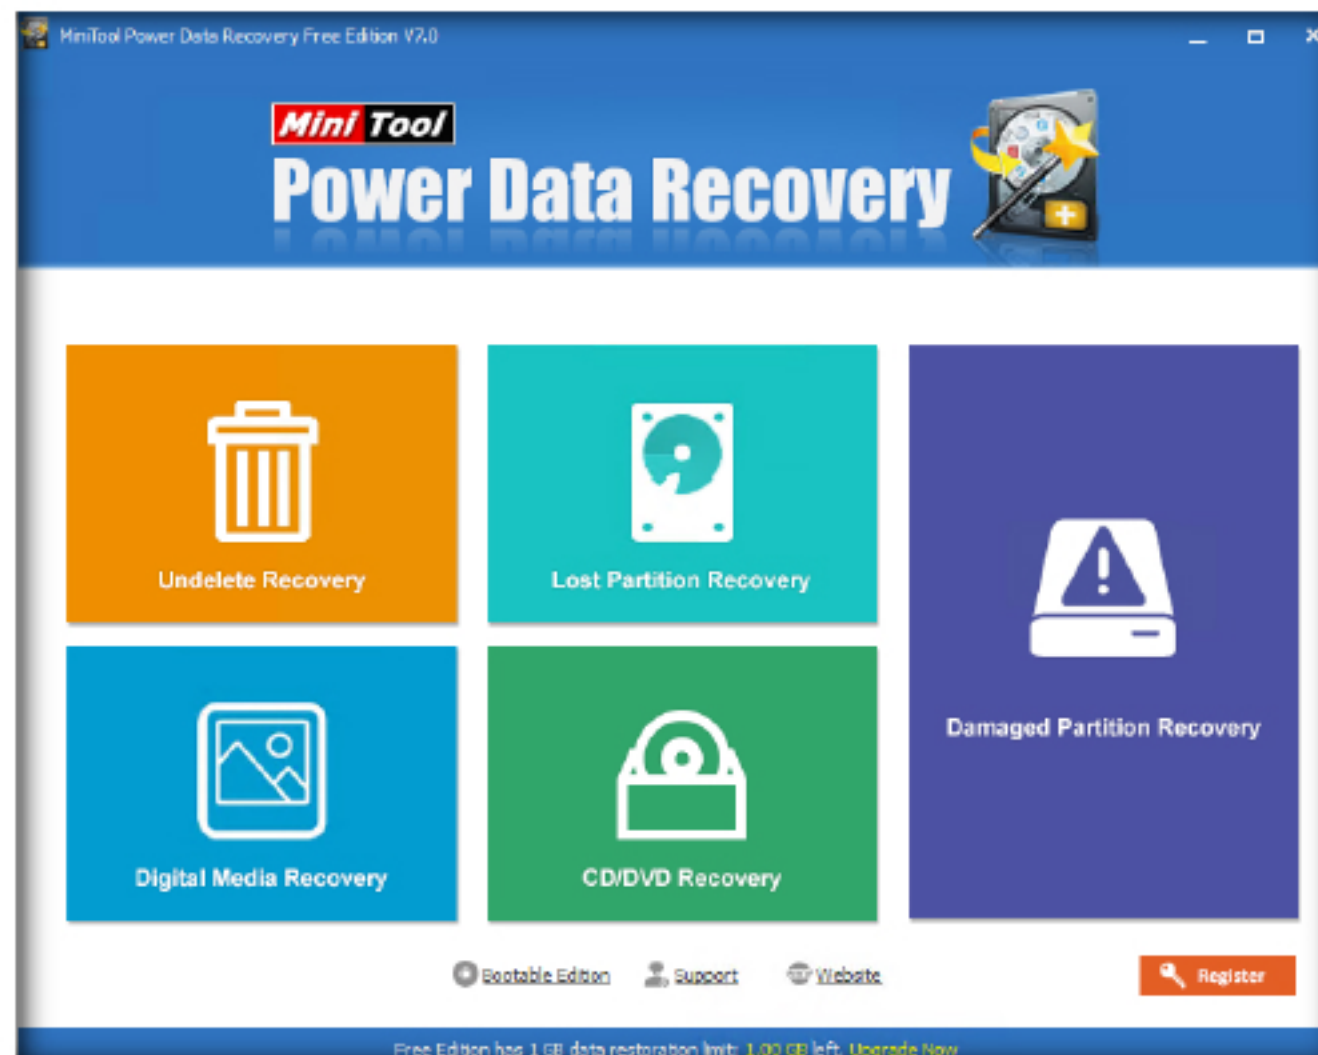 MiniTool Power Data Recovery Free Edition V7.0
Mini Tool
Power Data Recovery
Undelete Recovery
Lost Partition Recovery
Damaged Partition Recovery
Digital Media Recovery
CD/DVD Recovery
Bootable Edition
Support
Website
Register
Free Edition has 1 GB data restoration limit: 1.00 GB left. Upgrade Now